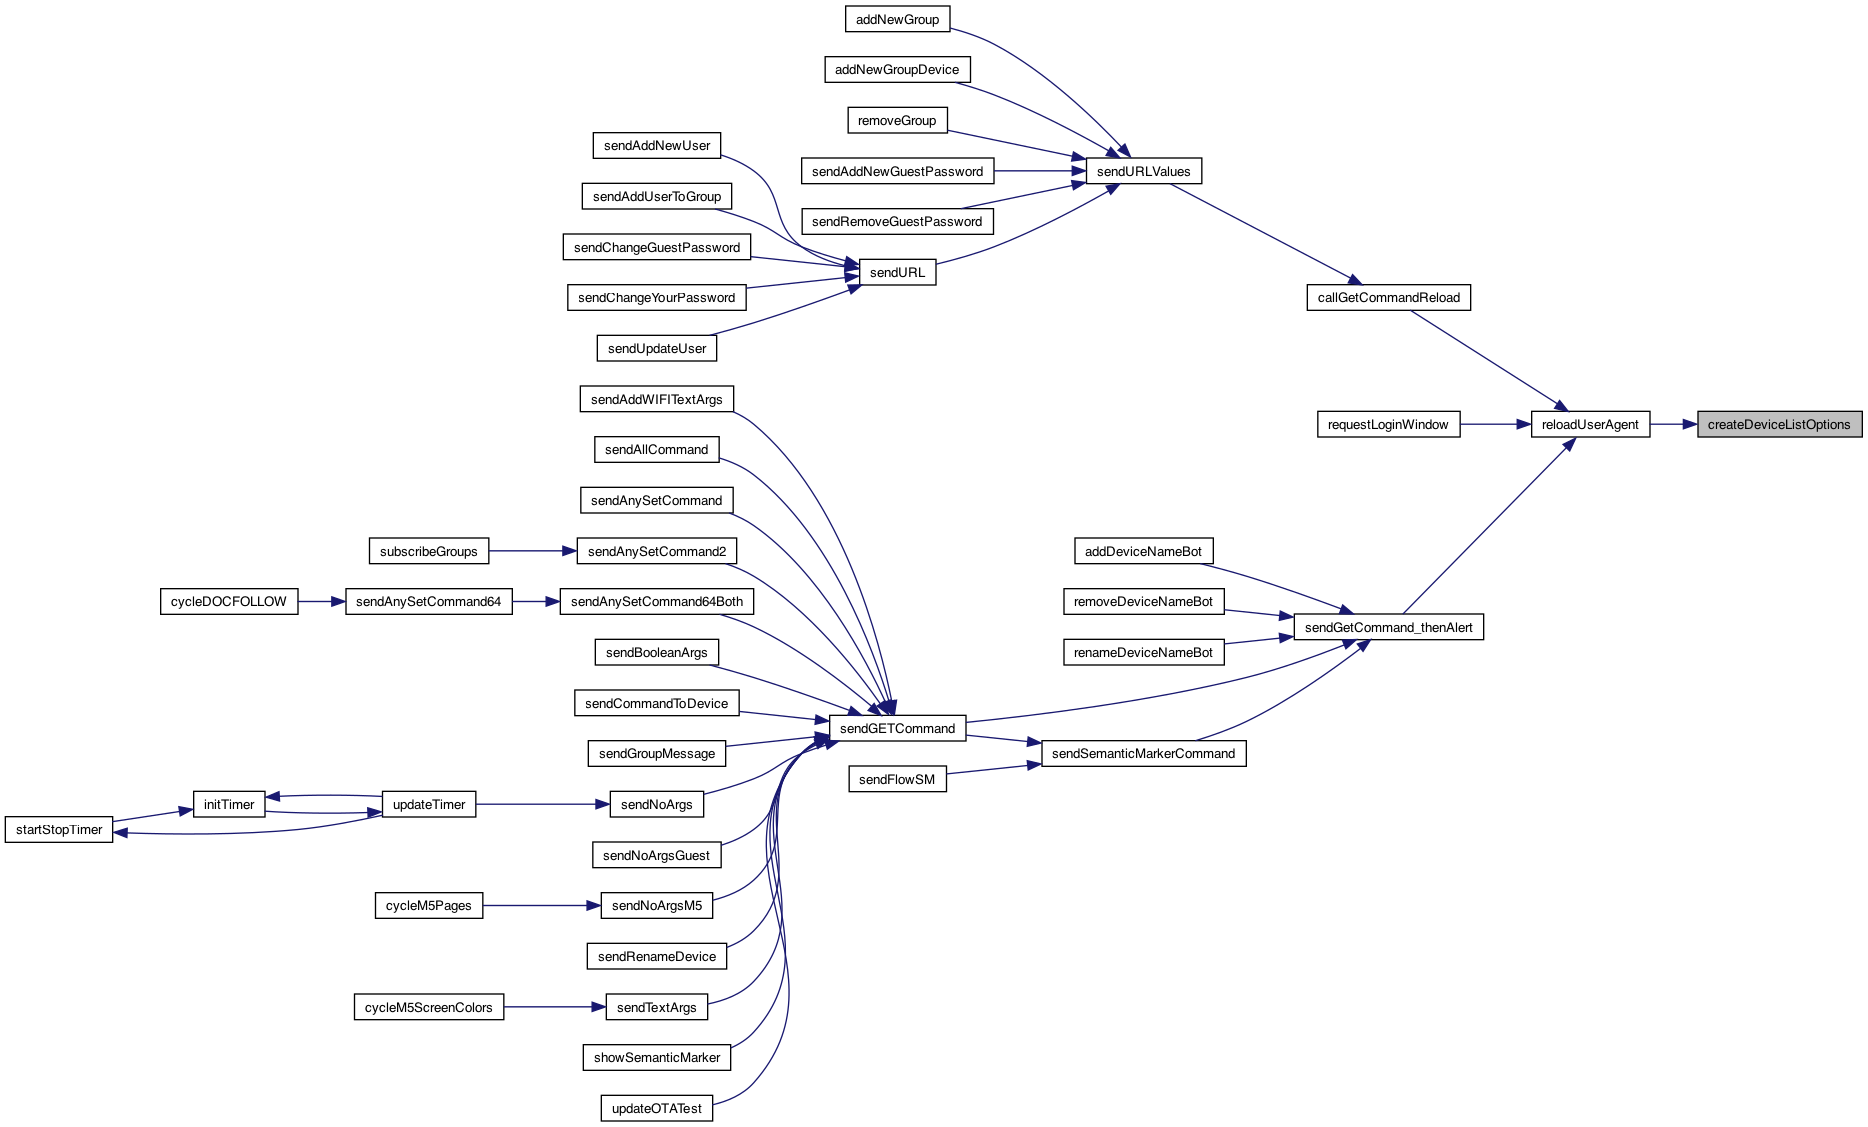 addNewGroup
addNewGroupDevice
removeGroup
sendAddNewUser
sendAddNewGuestPassword
sendURLValues
sendAddUserToGroup
sendRemoveGuestPassword
sendChangeGuestPassword
sendURL
sendChangeYourPassword
callGetCommandReload
sendUpdateUser
sendAddWIFITextArgs
requestLoginWindow
reloadUserAgent
createDeviceListOptions
sendAllCommand
sendAnySetCommand
subscribeGroups
sendAnySetCommand2
addDeviceNameBot
cycleDOCFOLLOW
sendAnySetCommand64
sendAnySetCommand64Both
removeDeviceNameBot
sendGetCommand_thenAlert
sendBooleanArgs
renameDeviceNameBot
sendCommandToDevice
sendGETCommand
sendGroupMessage
sendSemanticMarkerCommand
sendFlowSM
initTimer
updateTimer
sendNoArgs
startStopTimer
sendNoArgsGuest
cycleM5Pages
sendNoArgsM5
sendRenameDevice
cycleM5ScreenColors
sendTextArgs
showSemanticMarker
updateOTATest